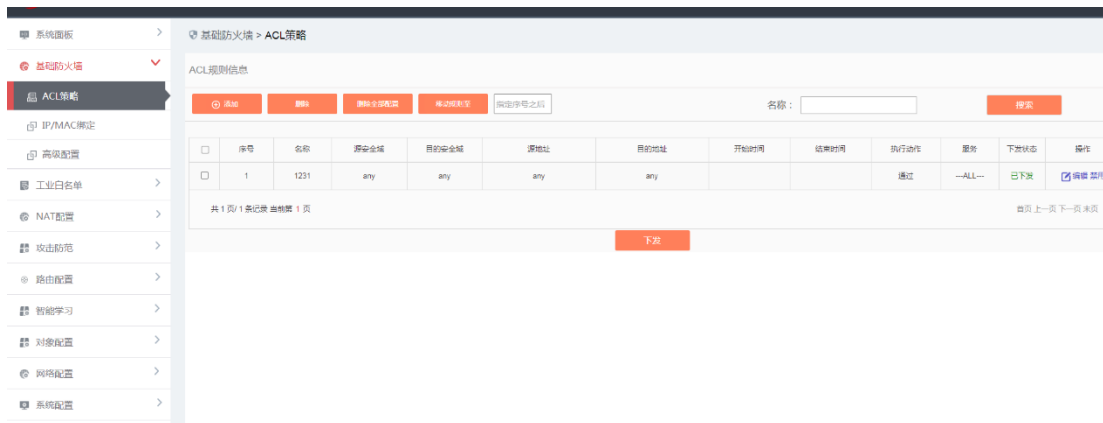 系统面板
基础防火墙
ACL策略
IP/MAC绑定
高级配置
工业白名单
NAT配置
攻击防范
路由配置
智能学习
对象配置
网络配置
系统配置
基础防火墙 > ACL策略
ACL规则信息
添加 删除 删除全部配置 移动规则至 指定序号之后 名称： 搜索
序号 名称 源安全域 目的安全域 源地址 目的地址 开始时间 结束时间 执行动作 服务 下发状态 操作
1 1231 any any any any 通过 ---ALL--- 已下发 编辑 禁用
共 1 页/ 1 条记录 当前第 1 页 首页 上一页 下一页 末页
下发